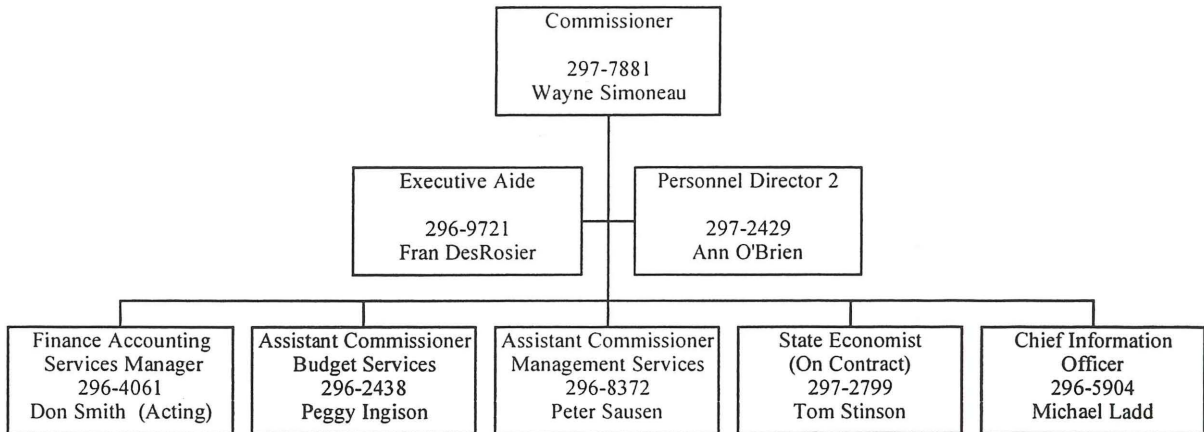 Commissioner
297-7881
Wayne Simoneau
Executive Aide
296-9721
Fran DesRosier
Personnel Director 2
297-2429
Ann O'Brien
Finance Accounting
Services Manager
296-4061
Don Smith (Acting)
Assistant Commissioner
Budget Services
296-2438
Peggy Ingison
Assistant Commissioner
Management Services
296-8372
Peter Sausen
State Economist
(On Contract)
297-2799
Tom Stinson
Chief Information
Officer
296-5904
Michael Ladd